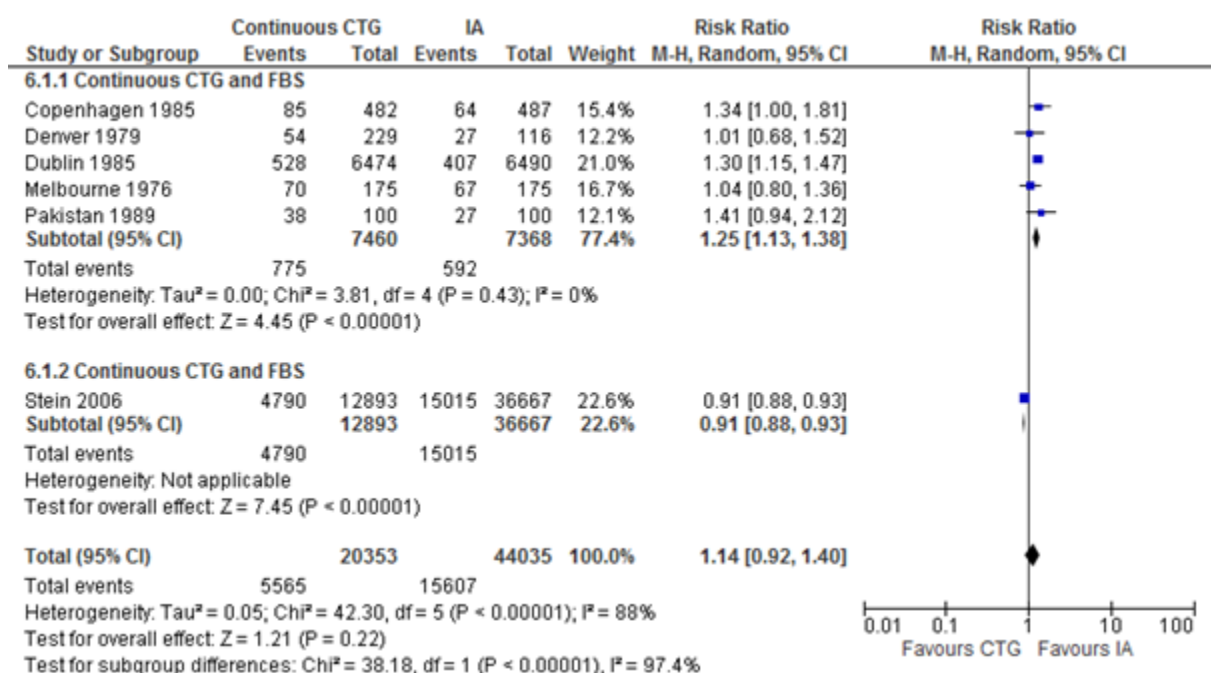 Continuous CTG IA Risk Ratio Risk Ratio
Study or Subgroup Events Total Events Total Weight M-H, Random, 95% CI M-H, Random, 95% CI
6.1.1 Continuous CTG and FBS
Copenhagen 1985 85 482 64 487 15.4% 1.34 [1.00, 1.81]
Denver 1979 54 229 27 116 12.2% 1.01 [0.68, 1.52]
Dublin 1985 528 6474 407 6490 21.0% 1.30 [1.15, 1.47]
Melbourne 1976 70 175 67 175 16.7% 1.04 [0.80, 1.36]
Pakistan 1989 38 100 27 100 12.1% 1.41 [0.94, 2.12]
Subtotal (95% CI) 7460 7368 77.4% 1.25 [1.13, 1.38]
Total events 775 592
Heterogeneity: Tau² = 0.00; Chi² = 3.81, df = 4 (P = 0.43); I² = 0%
Test for overall effect: Z = 4.45 (P < 0.00001)
6.1.2 Continuous CTG and FBS
Stein 2006 4790 12893 15015 36667 22.6% 0.91 [0.88, 0.93]
Subtotal (95% CI) 12893 36667 22.6% 0.91 [0.88, 0.93]
Total events 4790 15015
Heterogeneity: Not applicable
Test for overall effect: Z = 7.45 (P < 0.00001)
Total (95% CI) 20353 44035 100.0% 1.14 [0.92, 1.40]
Total events 5565 15607
Heterogeneity: Tau² = 0.05; Chi² = 42.30, df = 5 (P < 0.00001); I² = 88%
Test for overall effect: Z = 1.21 (P = 0.22)
Test for subgroup differences: Chi² = 38.18, df = 1 (P < 0.00001), I² = 97.4%
0.01 0.1 1 10 100
Favours CTG Favours IA